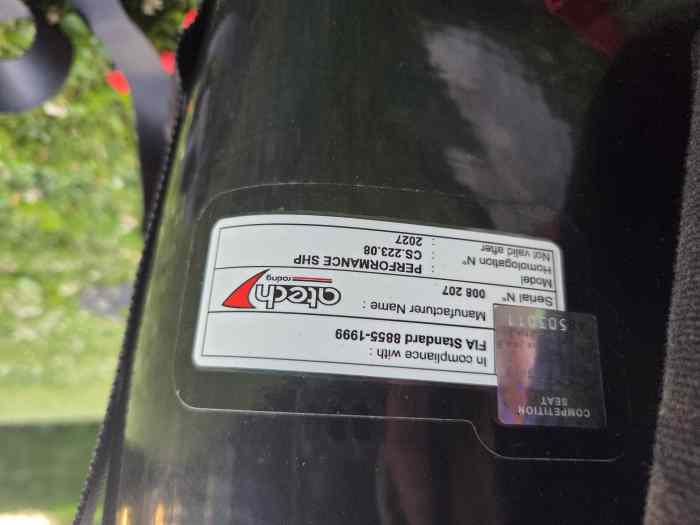 In compliance with :
FIA Standard 8855-1999
Manufacturer Name :
atech
racing
Serial N° 008 207
Model : PERFORMANCE SHP
Homologation N° : CS.223.08
Not valid after : 2027
COMPETITION
SEAT